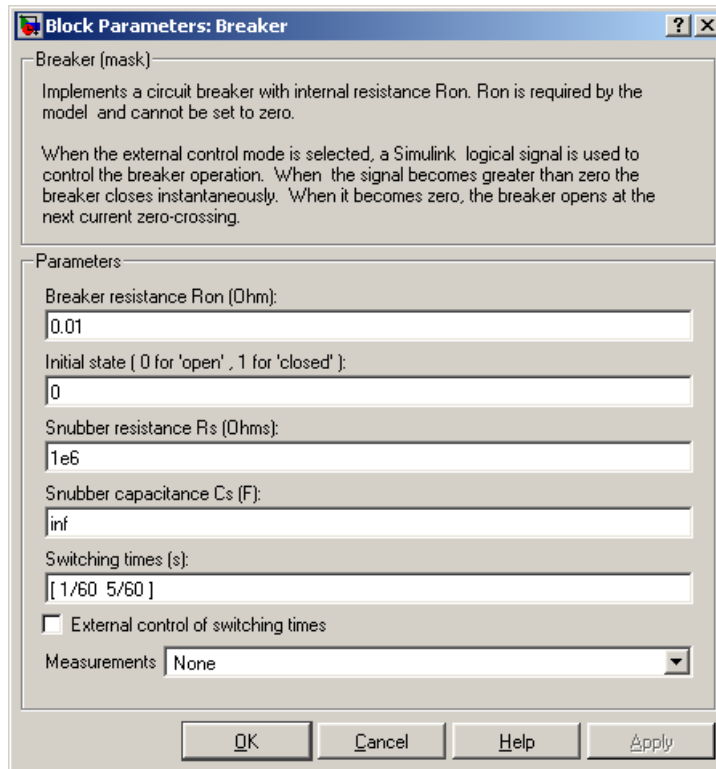 Block Parameters: Breaker
Breaker (mask)
Implements a circuit breaker with internal resistance Ron. Ron is required by the
model and cannot be set to zero.
When the external control mode is selected, a Simulink logical signal is used to
control the breaker operation. When the signal becomes greater than zero the
breaker closes instantaneously. When it becomes zero, the breaker opens at the
next current zero-crossing.
Parameters
Breaker resistance Ron (Ohm):
0.01
Initial state ( 0 for 'open' , 1 for 'closed' ):
0
Snubber resistance Rs (Ohms):
1e6
Snubber capacitance Cs (F):
inf
Switching times (s):
[ 1/60 5/60 ]
External control of switching times
Measurements None
OK Cancel Help Apply